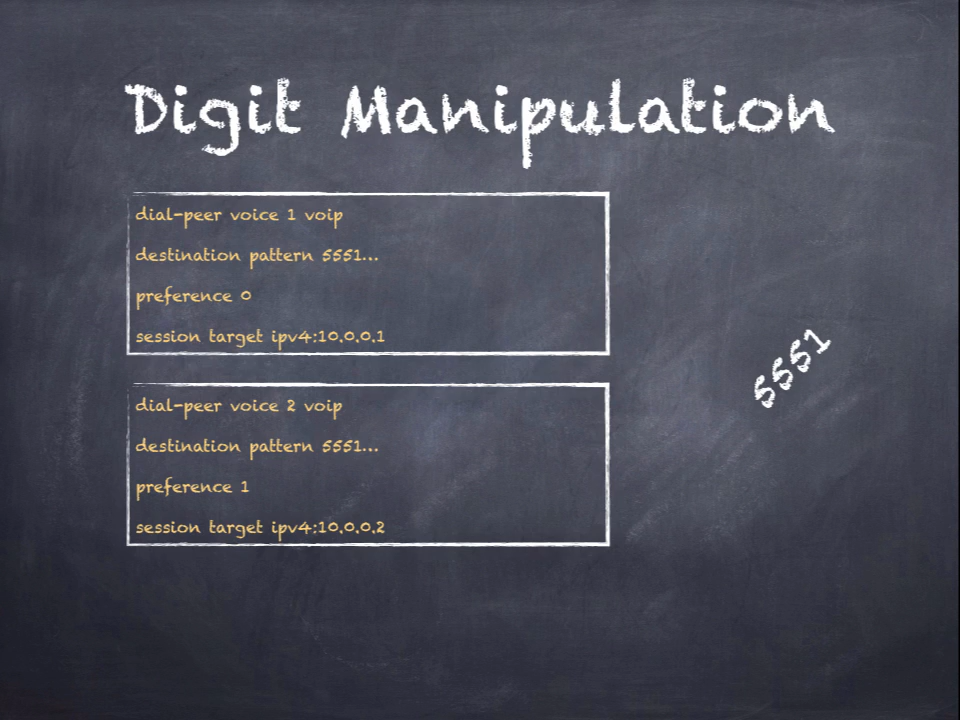 Digit Manipulation
dial-peer voice 1 voip
destination pattern 5551...
preference 0
session target ipv4:10.0.0.1
5551
dial-peer voice 2 voip
destination pattern 5551...
preference 1
session target ipv4:10.0.0.2